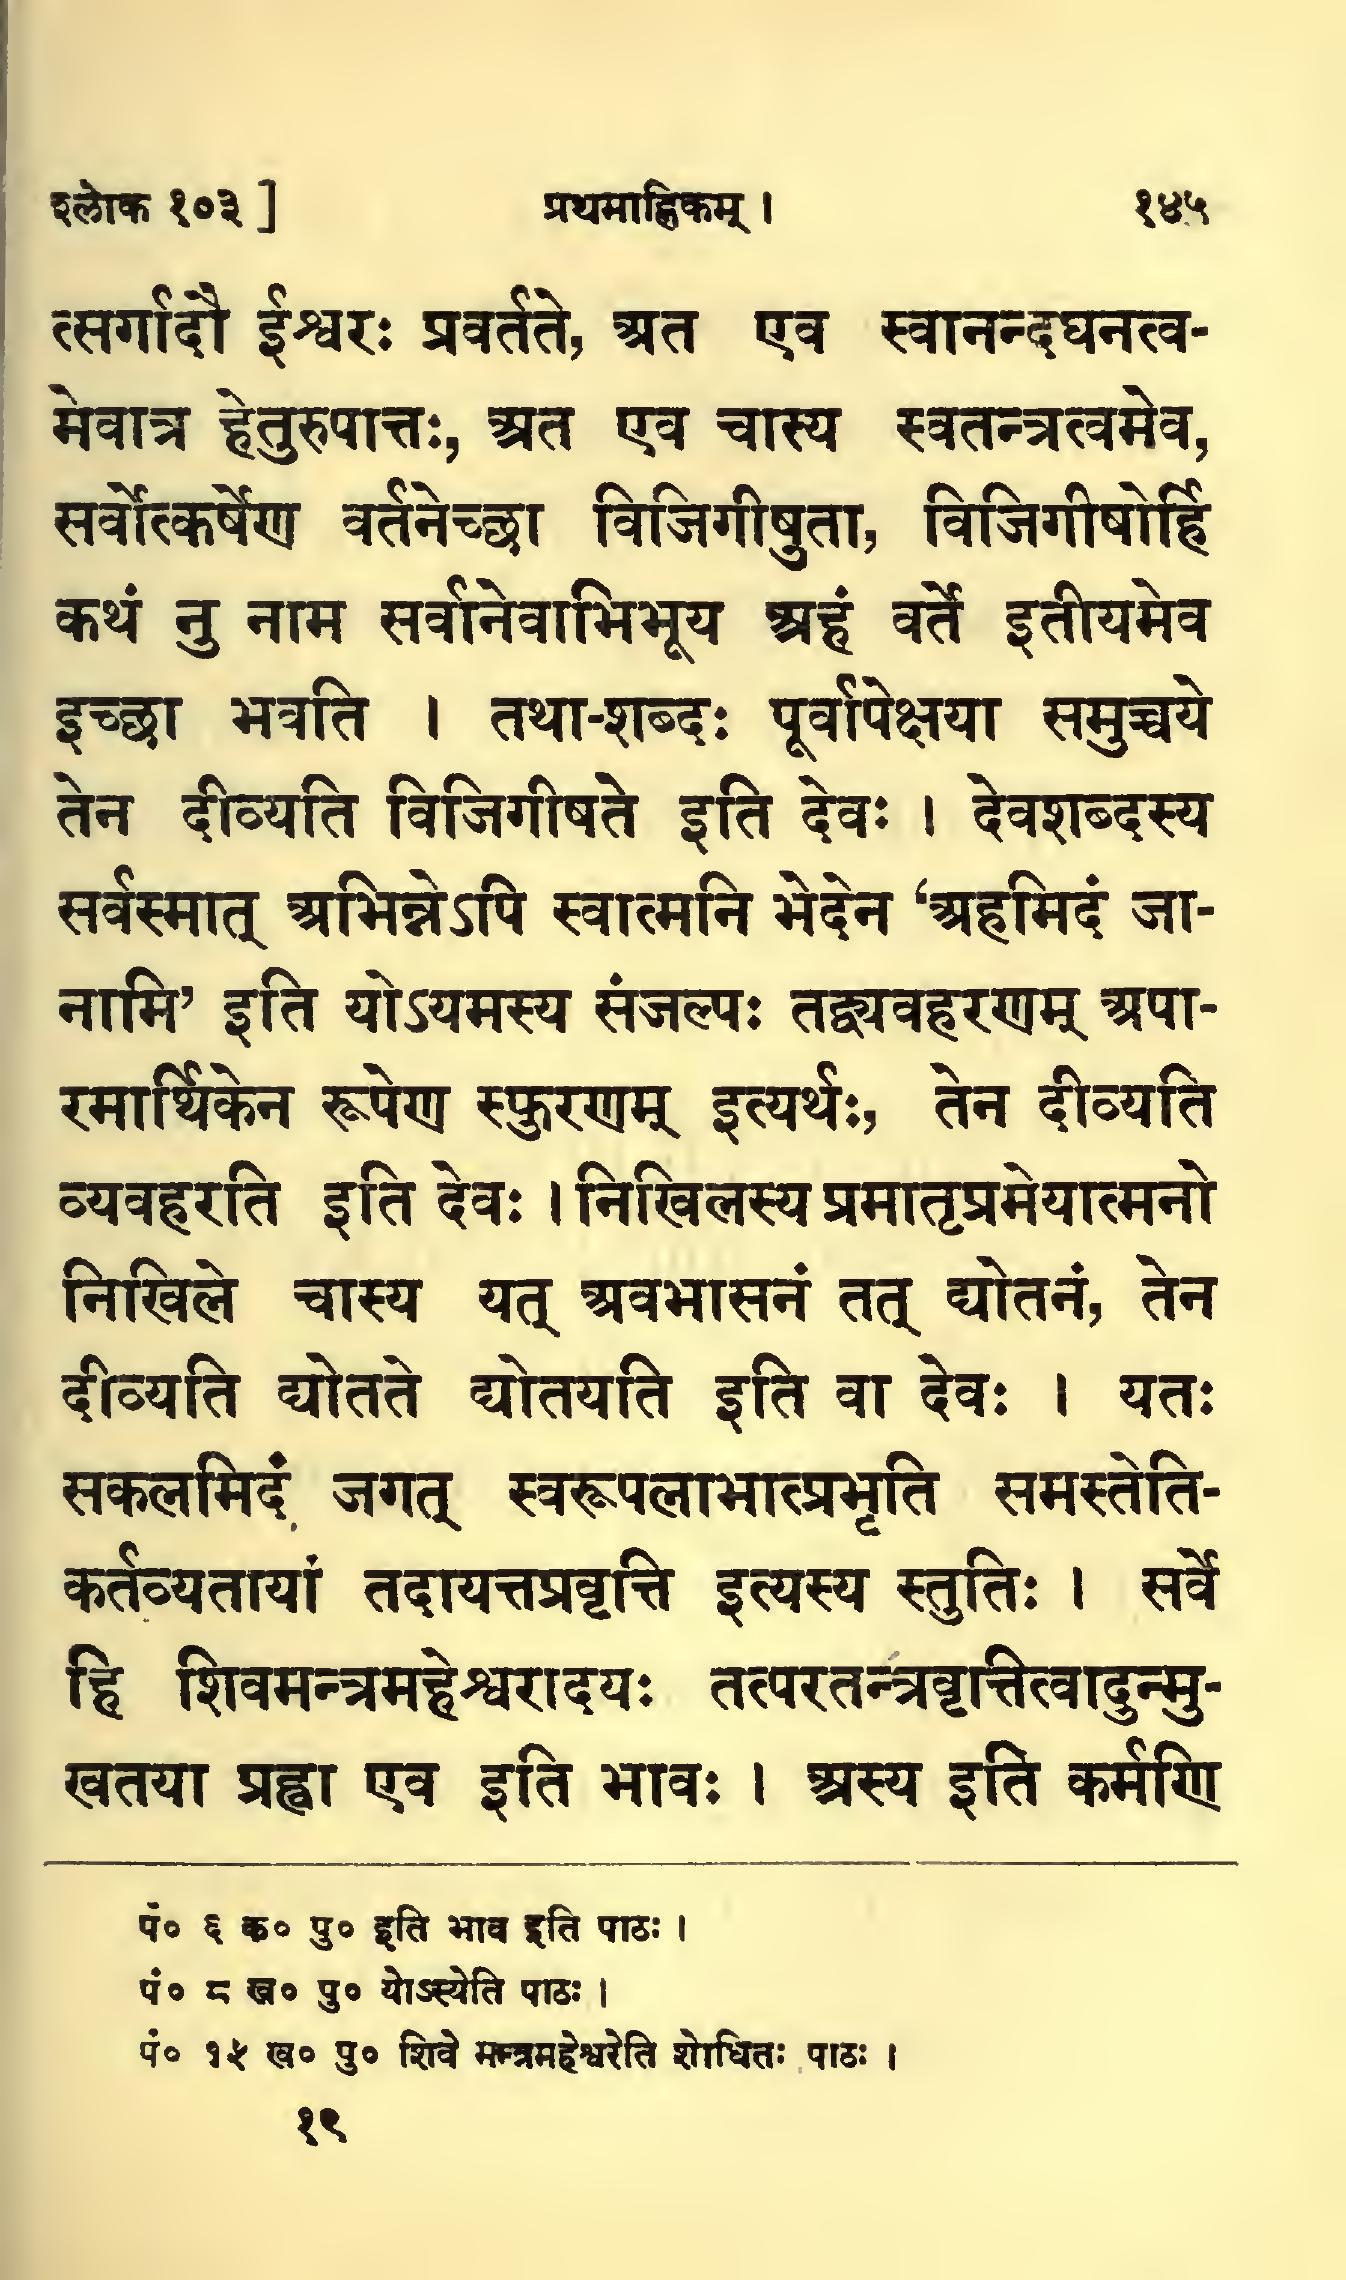 श्लोक १०३ ] प्रथमाह्निकम् । १४५
त्सर्गादौ ईश्वरः प्रवर्तते, अत एव स्वानन्दघनत्व-
मेवात्र हेतुरुपात्तः, अत एव चास्य स्वतन्त्रत्वमेव,
सर्वोत्कर्षेण वर्तनेच्छा विजिगीषुता, विजिगीषोर्हि
कथं नु नाम सर्वानेवाभिभूय अहं वर्ते इतीयमेव
इच्छा भवति । तथा-शब्दः पूर्वापेक्षया समुच्चये
तेन दीव्यति विजिगीषते इति देवः । देवशब्दस्य
सर्वस्मात् अभिन्नेऽपि स्वात्मनि भेदेन ‘अहमिदं जा-
नामि’ इति योऽयमस्य संजल्पः तद्व्यवहरणम् अपा-
रमार्थिकेन रूपेण स्फुरणम् इत्यर्थः, तेन दीव्यति
व्यवहरति इति देवः । निखिलस्य प्रमातृप्रमेयात्मनो
निखिले चास्य यत् अवभासनं तत् द्योतनं, तेन
दीव्यति द्योतते द्योतयति इति वा देवः । यतः
सकलमिदं जगत् स्वरूपलाभात्प्रभृति समस्तेति-
कर्तव्यतायां तदायत्तप्रवृत्ति इत्यस्य स्तुतिः । सर्वे
हि शिवमन्त्रमहेश्वरादयः तत्परतन्त्रवृत्तित्वादुन्मु-
खतया प्रह्वा एव इति भावः । अस्य इति कर्मणि
पं० ६ क० पु० इति भाव इति पाठः ।
पं० ८ ख० पु० योऽस्येति पाठः ।
पं० १५ ख० पु० शिवे मन्त्रमहेश्वरेति शोधितः पाठः ।
१९